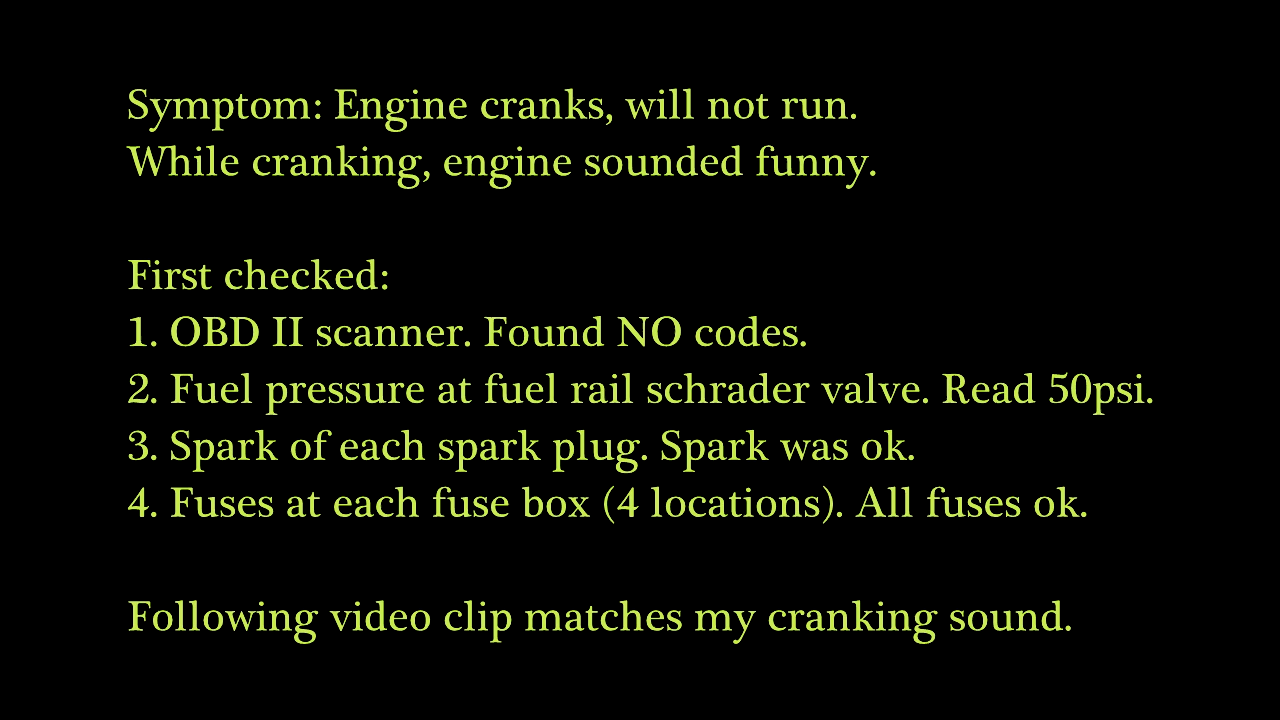 Symptom: Engine cranks, will not run.
While cranking, engine sounded funny.
First checked:
1. OBD II scanner. Found NO codes.
2. Fuel pressure at fuel rail schrader valve. Read 50psi.
3. Spark of each spark plug. Spark was ok.
4. Fuses at each fuse box (4 locations). All fuses ok.
Following video clip matches my cranking sound.